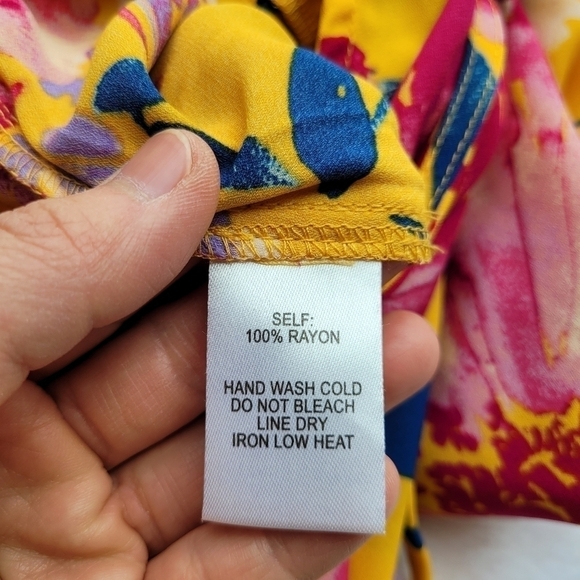 SELF:
100% RAYON
HAND WASH COLD
DO NOT BLEACH
LINE DRY
IRON LOW HEAT